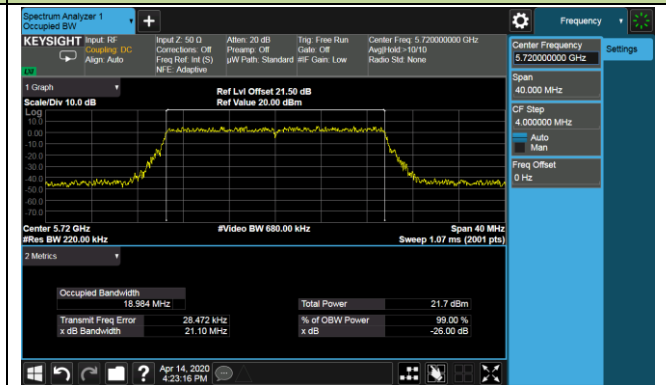 Spectrum Analyzer 1
Occupied BW
Frequency
KEYSIGHT
Input: RF
Coupling: DC
Align: Auto
Input Z: 50 Ω
Corrections: Off
Freq Ref: Int (S)
NFE: Adaptive
Atten: 20 dB
Preamp: Off
µW Path: Standard
Trig: Free Run
Gate: Off
#IF Gain: Low
Center Freq: 5.720000000 GHz
Avg|Hold:>10/10
Radio Std: None
Center Frequency
5.720000000 GHz
Settings
Span
40.000 MHz
CF Step
4.000000 MHz
Auto
Man
Freq Offset
0 Hz
1 Graph
Scale/Div 10.0 dB
Ref Lvl Offset 21.50 dB
Ref Value 20.00 dBm
Log
10.0
0.00
-10.0
-20.0
-30.0
-40.0
-50.0
-60.0
-70.0
Center 5.72 GHz
#Video BW 680.00 kHz
Span 40 MHz
#Res BW 220.00 kHz
Sweep 1.07 ms (2001 pts)
2 Metrics
Occupied Bandwidth
18.984 MHz
Total Power 21.7 dBm
Transmit Freq Error 28.472 kHz
% of OBW Power 99.00 %
x dB Bandwidth 21.10 MHz
x dB -26.00 dB
?
Apr 14, 2020
4:23:16 PM